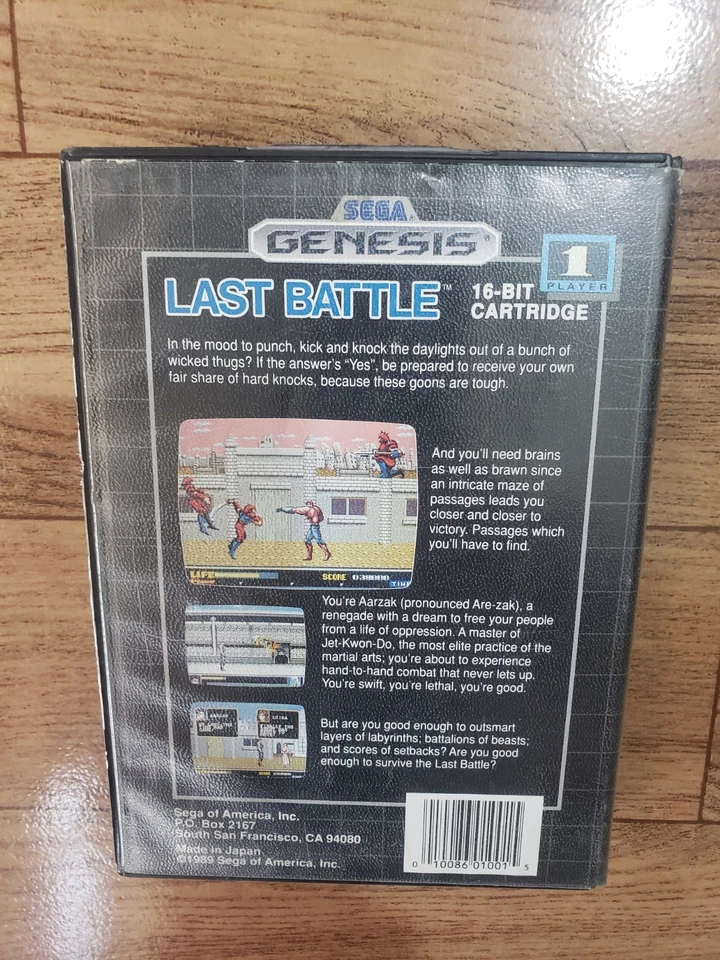 SEGA
GENESIS
1
PLAYER
LAST BATTLE™
16-BIT
CARTRIDGE
In the mood to punch, kick and knock the daylights out of a bunch of
wicked thugs? If the answer's "Yes", be prepared to receive your own
fair share of hard knocks, because these goons are tough.
And you'll need brains
as well as brawn since
an intricate maze of
passages leads you
closer and closer to
victory. Passages which
you'll have to find.
LIFE
SCORE 038000
TIM
You're Aarzak (pronounced Are-zak), a
renegade with a dream to free your people
from a life of oppression. A master of
Jet-Kwon-Do, the most elite practice of the
martial arts; you're about to experience
hand-to-hand combat that never lets up.
You're swift, you're lethal, you're good.
But are you good enough to outsmart
layers of labyrinths; battalions of beasts;
and scores of setbacks? Are you good
enough to survive the Last Battle?
Sega of America, Inc.
P.O. Box 2167
South San Francisco, CA 94080
Made in Japan
©1989 Sega of America, Inc.
0 10086 01001 5